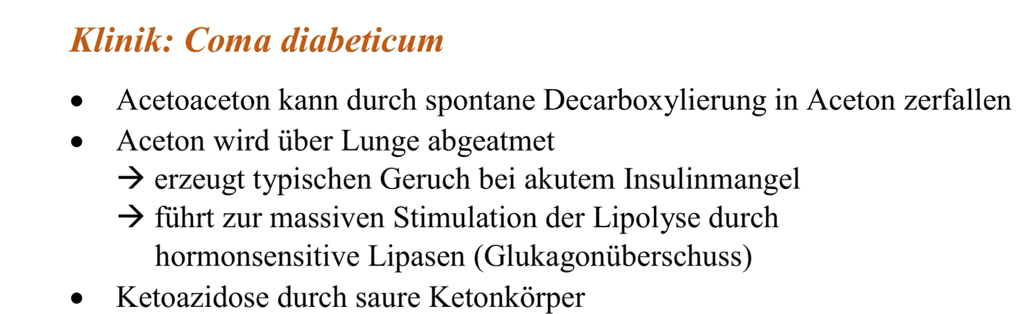 Klinik: Coma diabeticum
• Acetoaceton kann durch spontane Decarboxylierung in Aceton zerfallen
• Aceton wird über Lunge abgeatmet
→ erzeugt typischen Geruch bei akutem Insulinmangel
→ führt zur massiven Stimulation der Lipolyse durch
hormonsensitive Lipasen (Glukagonüberschuss)
• Ketoazidose durch saure Ketonkörper